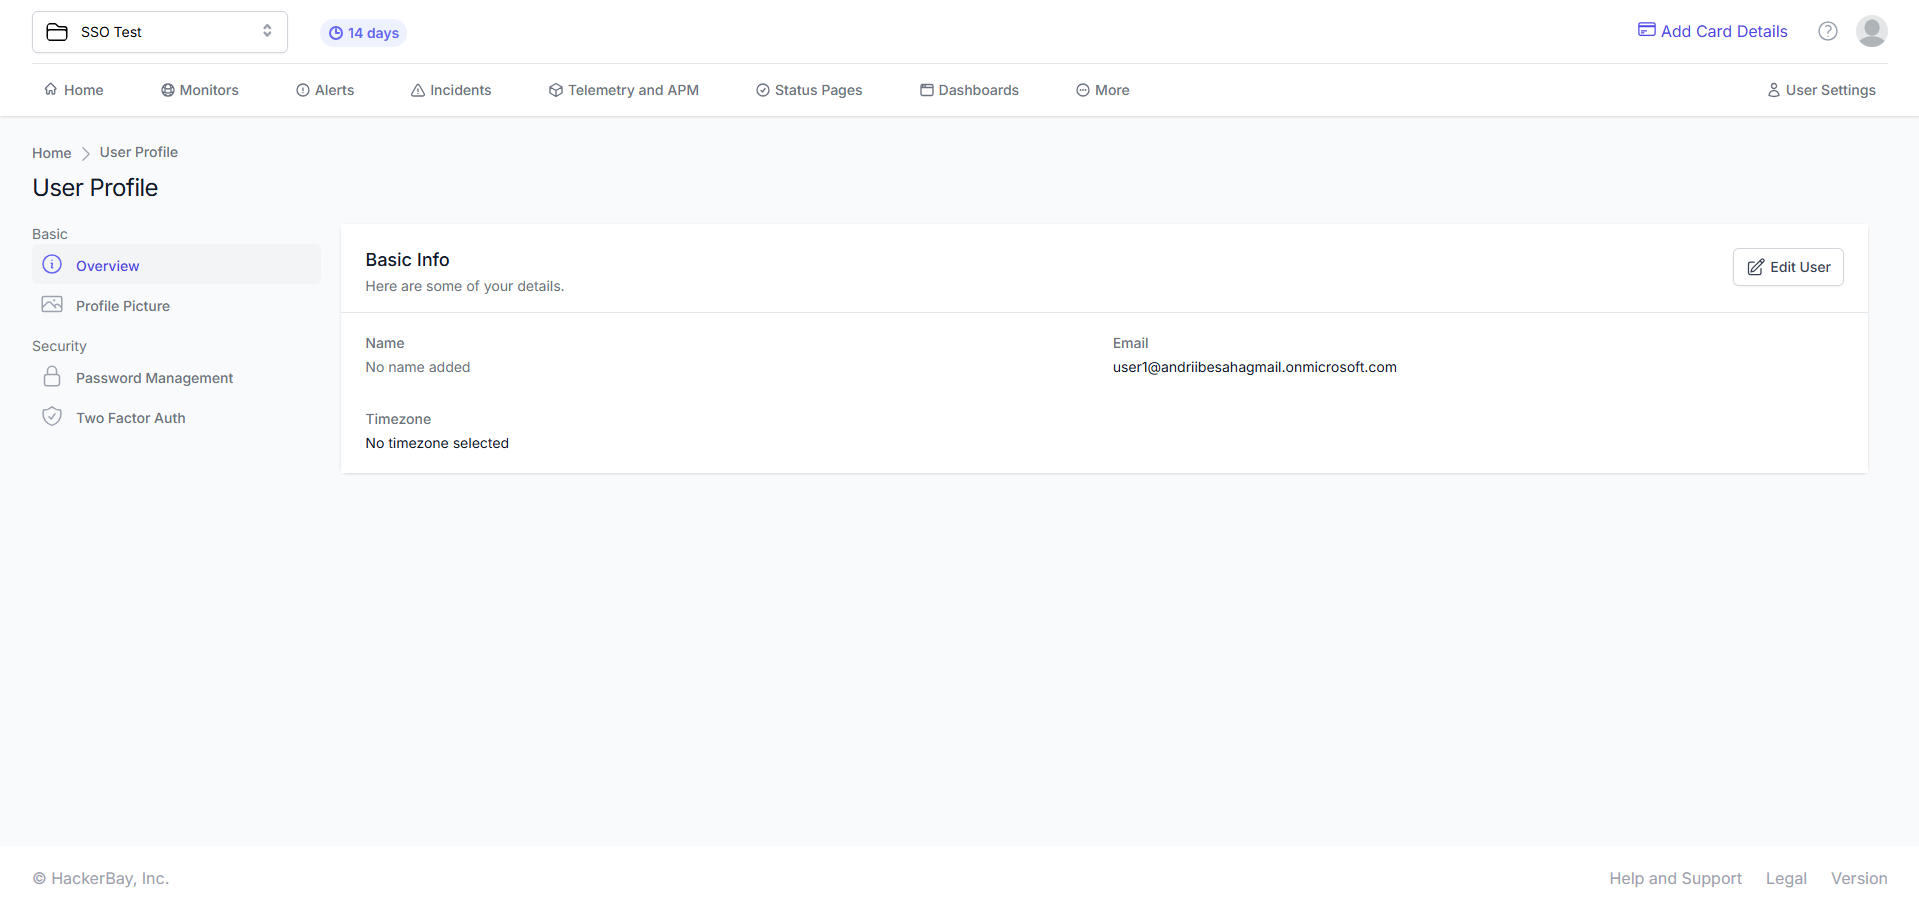 SSO Test
14 days
Add Card Details
Home
Monitors
Alerts
Incidents
Telemetry and APM
Status Pages
Dashboards
More
User Settings
Home
User Profile
User Profile
Basic
Overview
Profile Picture
Security
Password Management
Two Factor Auth
Basic Info
Here are some of your details.
Edit User
Name
No name added
Email
user1@andriibesahagmail.onmicrosoft.com
Timezone
No timezone selected
© HackerBay, Inc.
Help and Support
Legal
Version